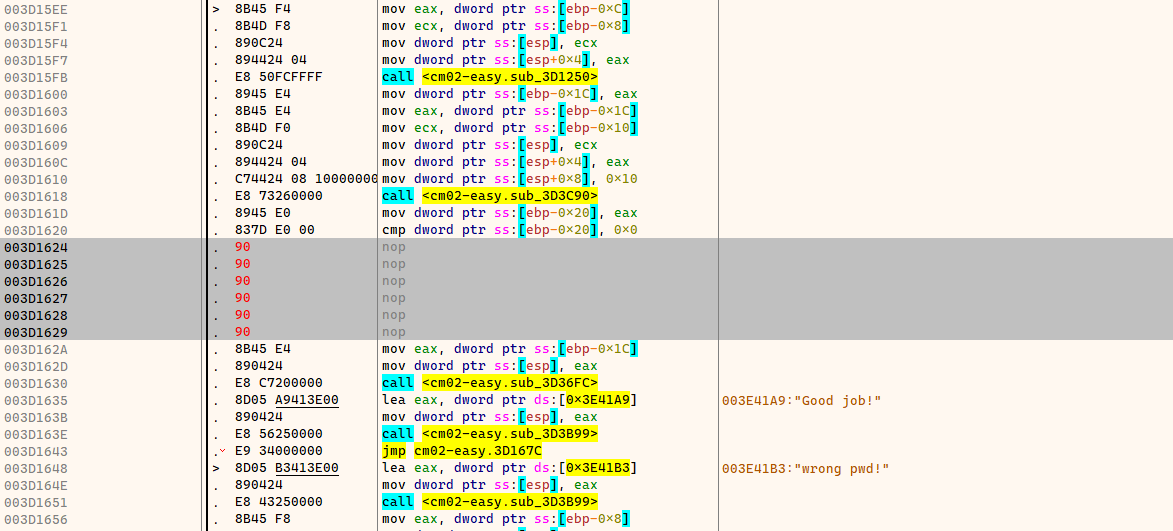 003D15EE > 8B45 F4 mov eax, dword ptr ss:[ebp-0×C]
003D15F1 . 8B4D F8 mov ecx, dword ptr ss:[ebp-0×8]
003D15F4 . 890C24 mov dword ptr ss:[esp], ecx
003D15F7 . 894424 04 mov dword ptr ss:[esp+0×4], eax
003D15FB . E8 50FCFFFF call <cm02-easy.sub_3D1250>
003D1600 . 8945 E4 mov dword ptr ss:[ebp-0×1C], eax
003D1603 . 8B45 E4 mov eax, dword ptr ss:[ebp-0×1C]
003D1606 . 8B4D F0 mov ecx, dword ptr ss:[ebp-0×10]
003D1609 . 890C24 mov dword ptr ss:[esp], ecx
003D160C . 894424 04 mov dword ptr ss:[esp+0×4], eax
003D1610 . C74424 08 10000000 mov dword ptr ss:[esp+0×8], 0×10
003D1618 . E8 73260000 call <cm02-easy.sub_3D3C90>
003D161D . 8945 E0 mov dword ptr ss:[ebp-0×20], eax
003D1620 . 837D E0 00 cmp dword ptr ss:[ebp-0×20], 0×0
003D1624 . 90 nop
003D1625 . 90 nop
003D1626 . 90 nop
003D1627 . 90 nop
003D1628 . 90 nop
003D1629 . 90 nop
003D162A . 8B45 E4 mov eax, dword ptr ss:[ebp-0×1C]
003D162D . 890424 mov dword ptr ss:[esp], eax
003D1630 . E8 C7200000 call <cm02-easy.sub_3D36FC>
003D1635 . 8D05 A9413E00 lea eax, dword ptr ds:[0×3E41A9] 003E41A9:"Good job!"
003D163B . 890424 mov dword ptr ss:[esp], eax
003D163E . E8 56250000 call <cm02-easy.sub_3D3B99>
003D1643 . E9 34000000 jmp cm02-easy.3D167C
003D1648 > 8D05 B3413E00 lea eax, dword ptr ds:[0×3E41B3] 003E41B3:"wrong pwd!"
003D164E . 890424 mov dword ptr ss:[esp], eax
003D1651 . E8 43250000 call <cm02-easy.sub_3D3B99>
003D1656 . 8B45 F8 mov eax, dword ptr ss:[ebp-0×8]